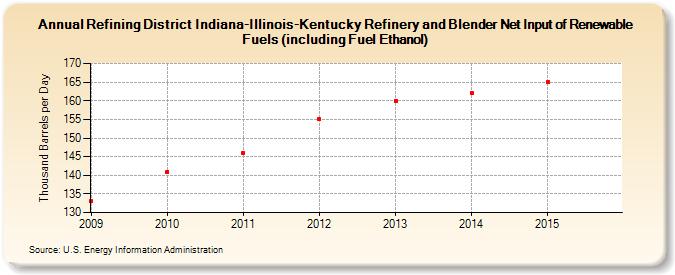 Annual Refining District Indiana-Illinois-Kentucky Refinery and Blender Net Input of Renewable
Fuels (including Fuel Ethanol)
Thousand Barrels per Day
170
165
160
155
150
145
140
135
130
2009 2010 2011 2012 2013 2014 2015
Source: U.S. Energy Information Administration